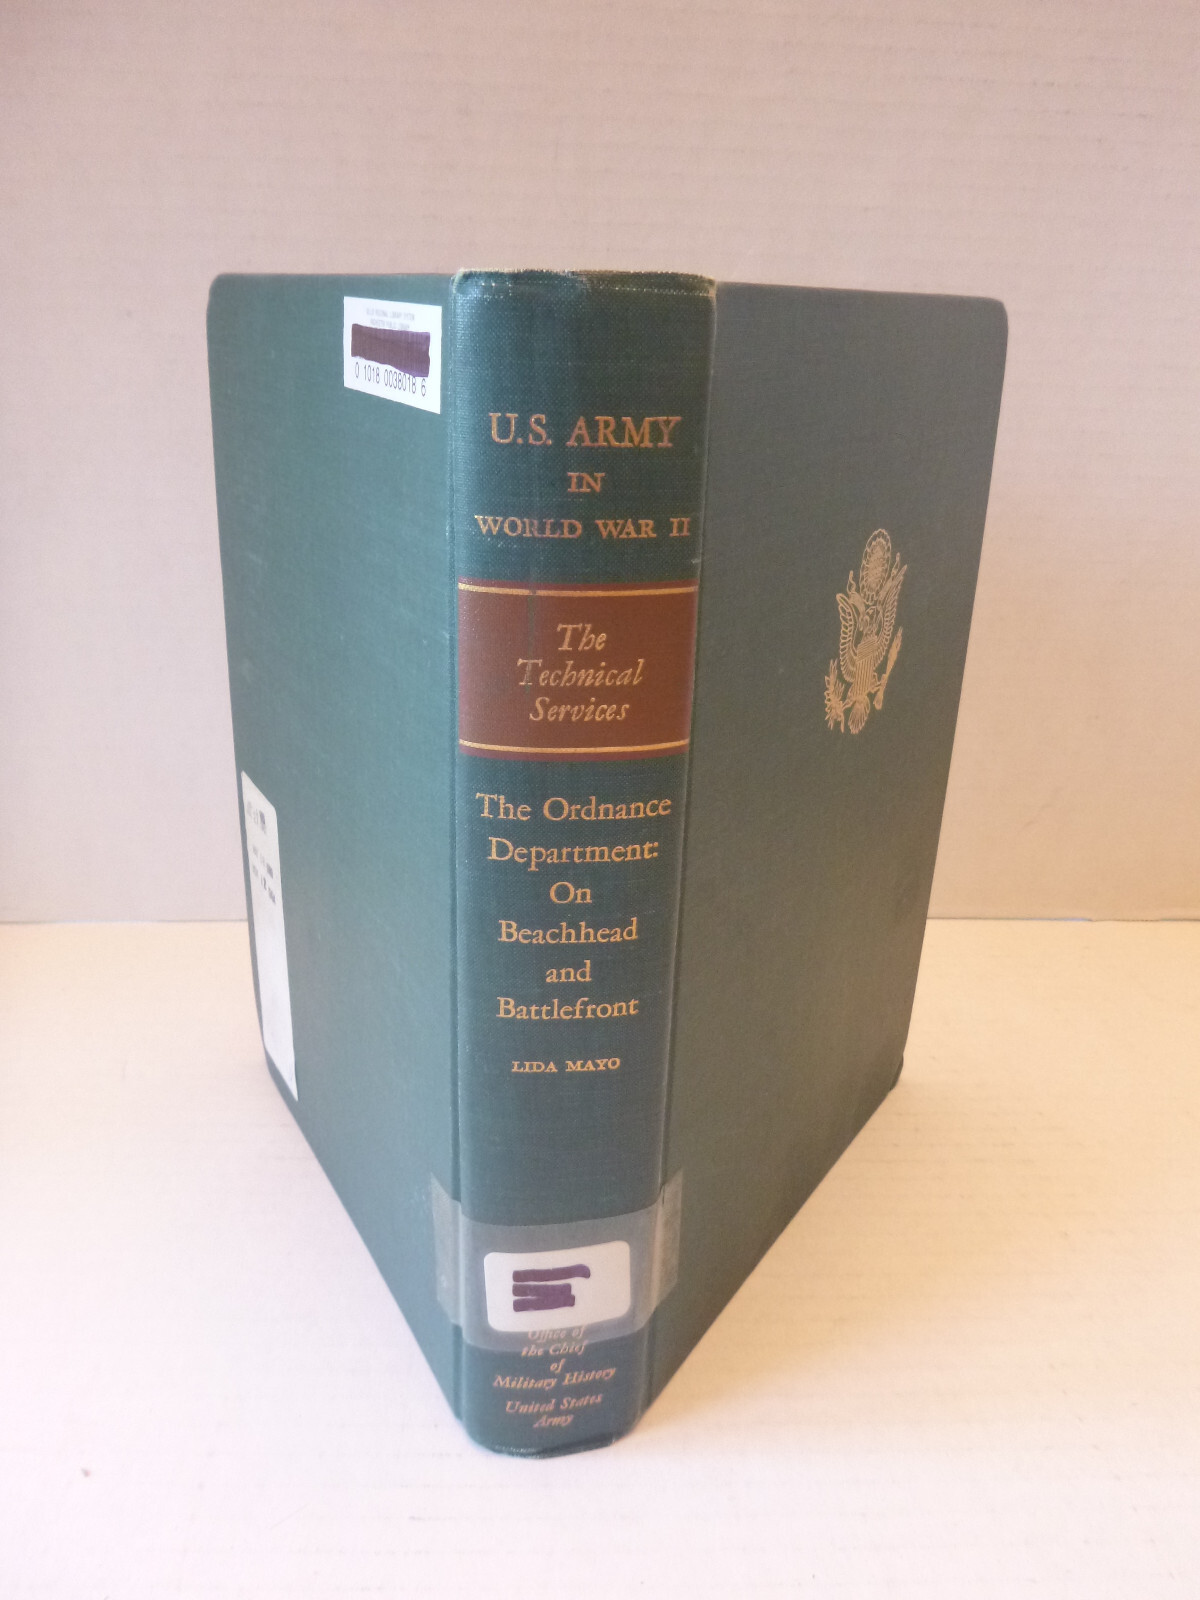 0 1018 0038018 6
U.S. ARMY
IN
WORLD WAR II
The
Technical
Services
The Ordnance
Department:
On
Beachhead
and
Battlefront
LIDA MAYO
Office of
the Chief
of
Military History
United States
Army